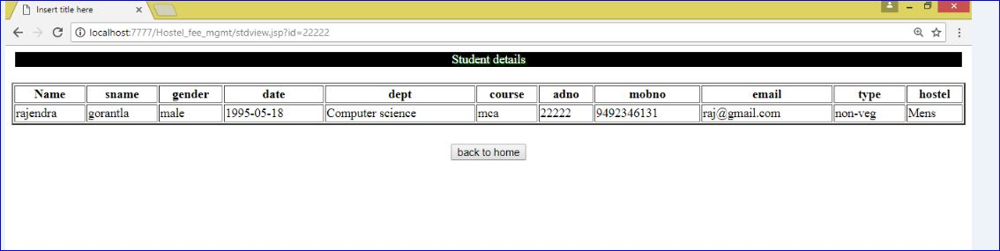 Insert title here
localhost:7777/Hostel_fee_mgmt/stdview.jsp?id=22222
Student details
Name sname gender date dept course adno mobno email type hostel
rajendra gorantla male 1995-05-18 Computer science mca 22222 9492346131 raj@gmail.com non-veg Mens
back to home